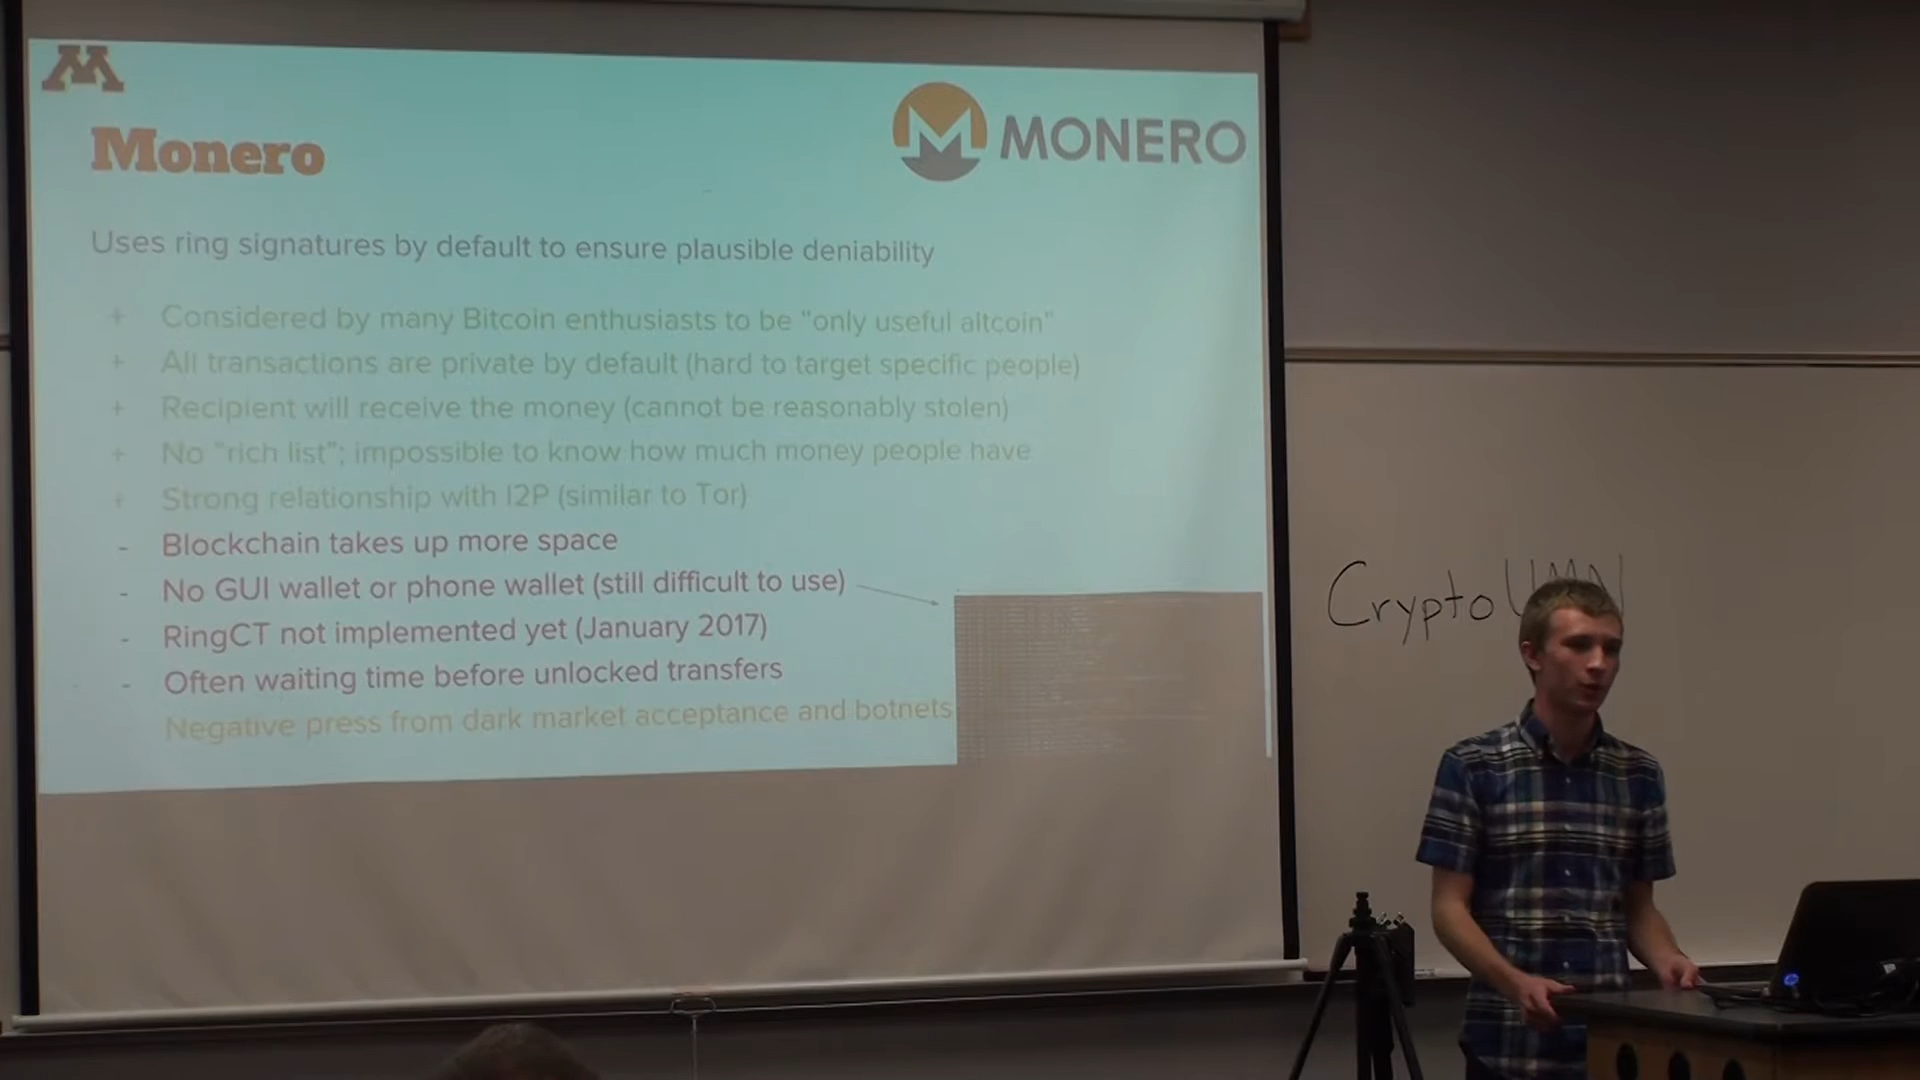 M
Monero
MONERO
Uses ring signatures by default to ensure plausible deniability
+ Considered by many Bitcoin enthusiasts to be "only useful altcoin"
+ All transactions are private by default (hard to target specific people)
+ Recipient will receive the money (cannot be reasonably stolen)
+ No "rich list"; impossible to know how much money people have
+ Strong relationship with I2P (similar to Tor)
- Blockchain takes up more space
- No GUI wallet or phone wallet (still difficult to use)
- RingCT not implemented yet (January 2017)
- Often waiting time before unlocked transfers
Negative press from dark market acceptance and botnets
Crypto